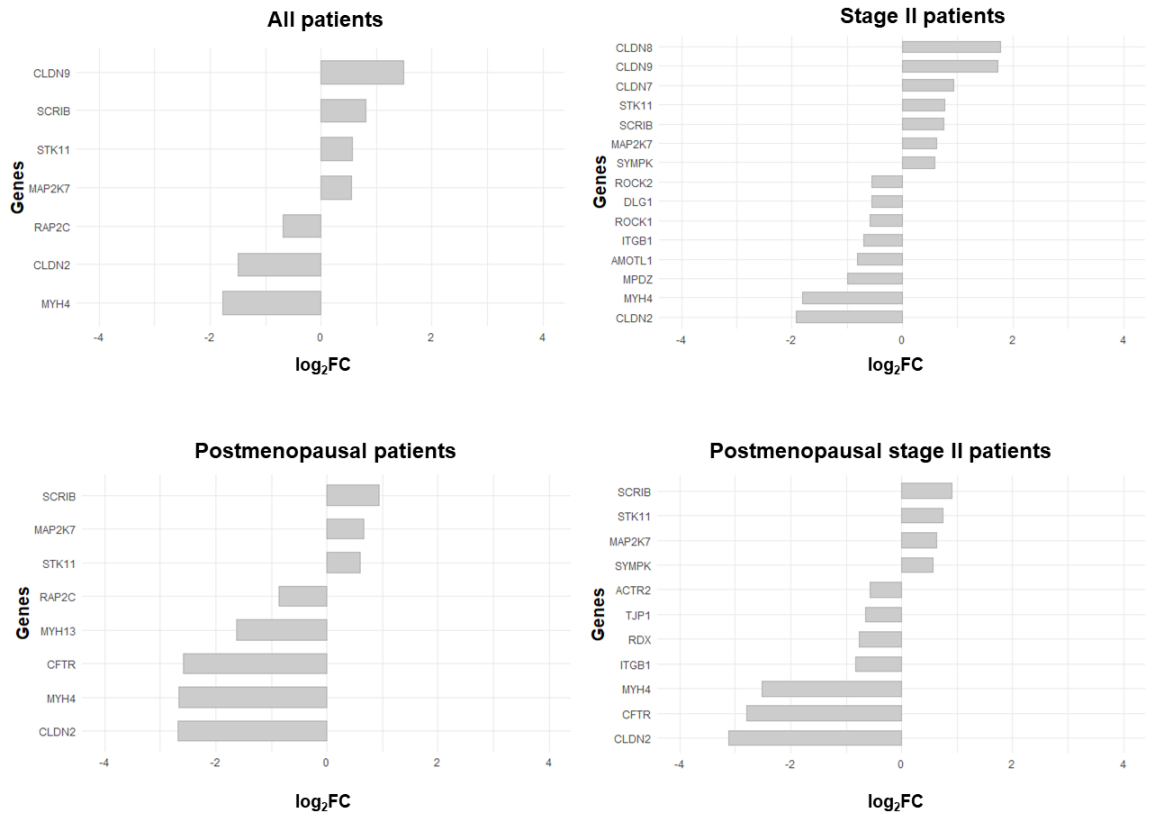 All patients
CLDN9
SCRIB
STK11
MAP2K7
RAP2C
CLDN2
MYH4
Genes
-4 -2 0 2 4
log₂FC
Stage II patients
CLDN8
CLDN9
CLDN7
STK11
SCRIB
MAP2K7
SYMPK
ROCK2
DLG1
ROCK1
ITGB1
AMOTL1
MPDZ
MYH4
CLDN2
Genes
-4 -2 0 2 4
log₂FC
Postmenopausal patients
SCRIB
MAP2K7
STK11
RAP2C
MYH13
CFTR
MYH4
CLDN2
Genes
-4 -2 0 2 4
log₂FC
Postmenopausal stage II patients
SCRIB
STK11
MAP2K7
SYMPK
ACTR2
TJP1
RDX
ITGB1
MYH4
CFTR
CLDN2
Genes
-4 -2 0 2 4
log₂FC